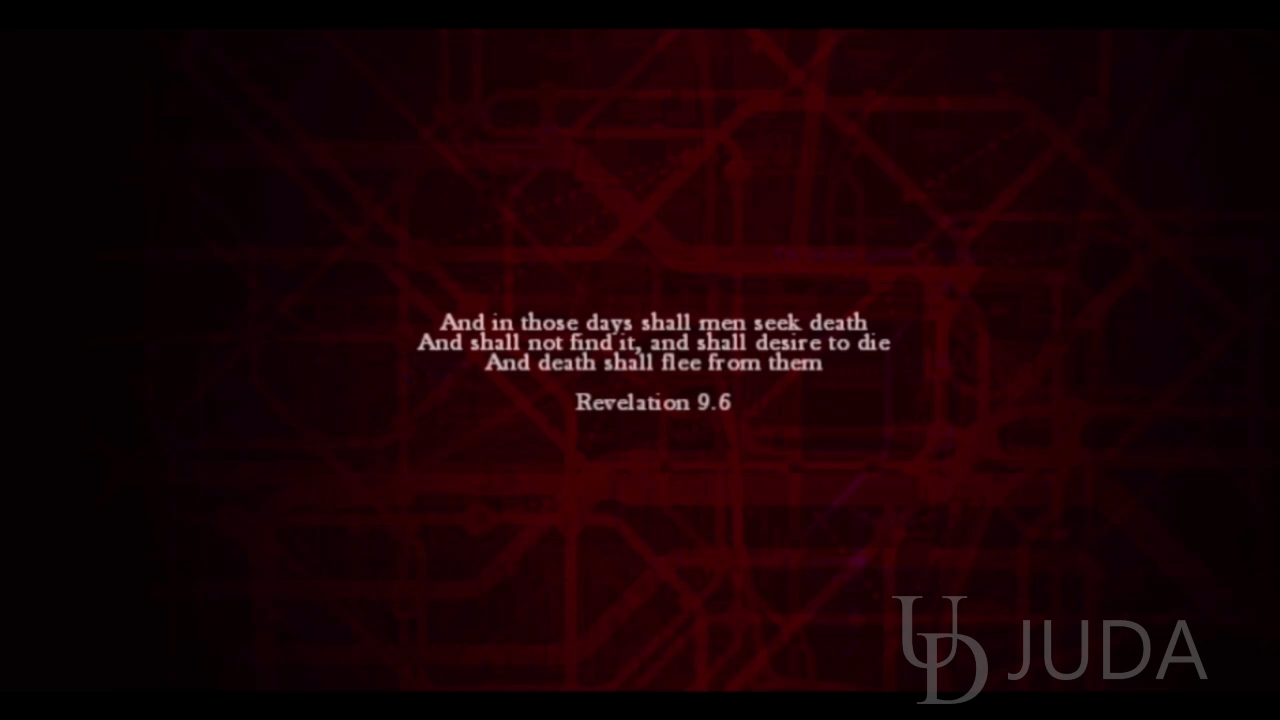 And in those days shall men seek death
And shall not find it, and shall desire to die
And death shall flee from them
Revelation 9.6
UD JUDA